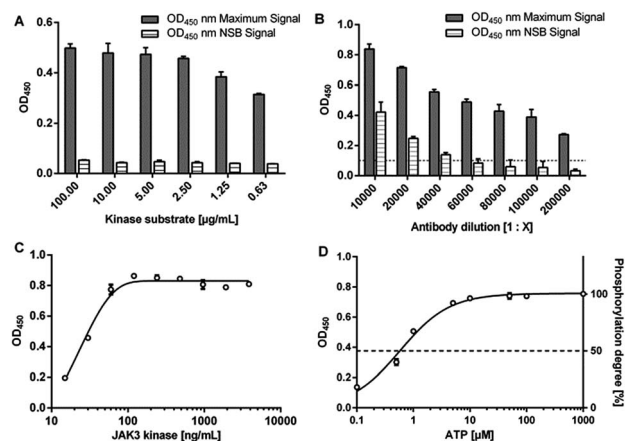 A
OD450 nm Maximum Signal
OD450 nm NSB Signal
0.6
0.4
0.2
0.0
OD450
100.00
10.00
5.00
2.50
1.25
0.63
Kinase substrate [µg/mL]
B
OD450 nm Maximum Signal
OD450 nm NSB Signal
1.0
0.8
0.6
0.4
0.2
0.0
OD450
10000
20000
40000
60000
80000
100000
200000
Antibody dilution [1 : X]
C
1.0
0.8
0.6
0.4
0.2
0.0
OD450
10
100
1000
10000
JAK3 kinase [ng/mL]
D
1.0
0.8
0.6
0.4
0.2
0.0
OD450
0.1
1
10
100
1000
ATP [µM]
100
50
0
Phosphorylation degree [%]